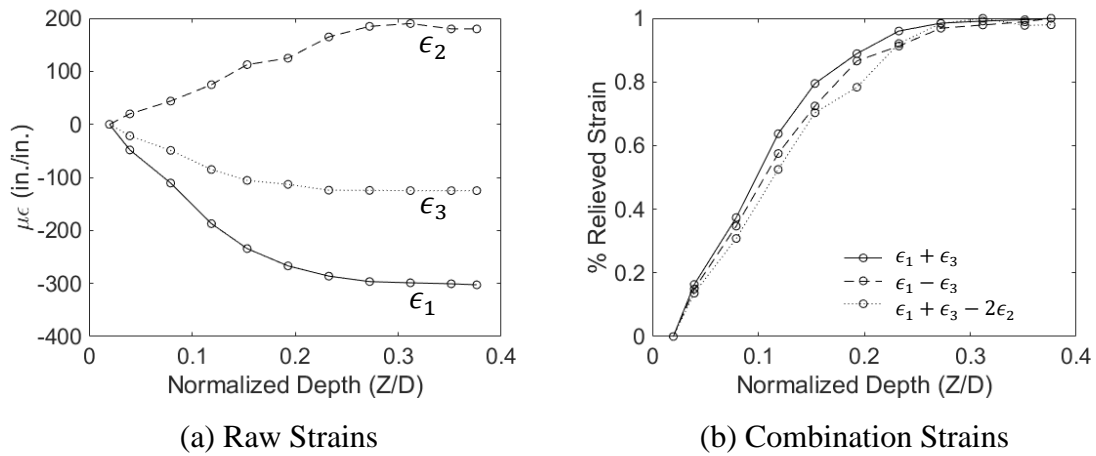 200
100
0
-100
-200
-300
-400
με (in./in.)
ϵ₂
ϵ₃
ϵ₁
0 0.1 0.2 0.3 0.4
Normalized Depth (Z/D)
(a) Raw Strains
1
0.8
0.6
0.4
0.2
0
% Relieved Strain
ϵ₁ + ϵ₃
ϵ₁ − ϵ₃
ϵ₁ + ϵ₃ − 2ϵ₂
0 0.1 0.2 0.3 0.4
Normalized Depth (Z/D)
(b) Combination Strains